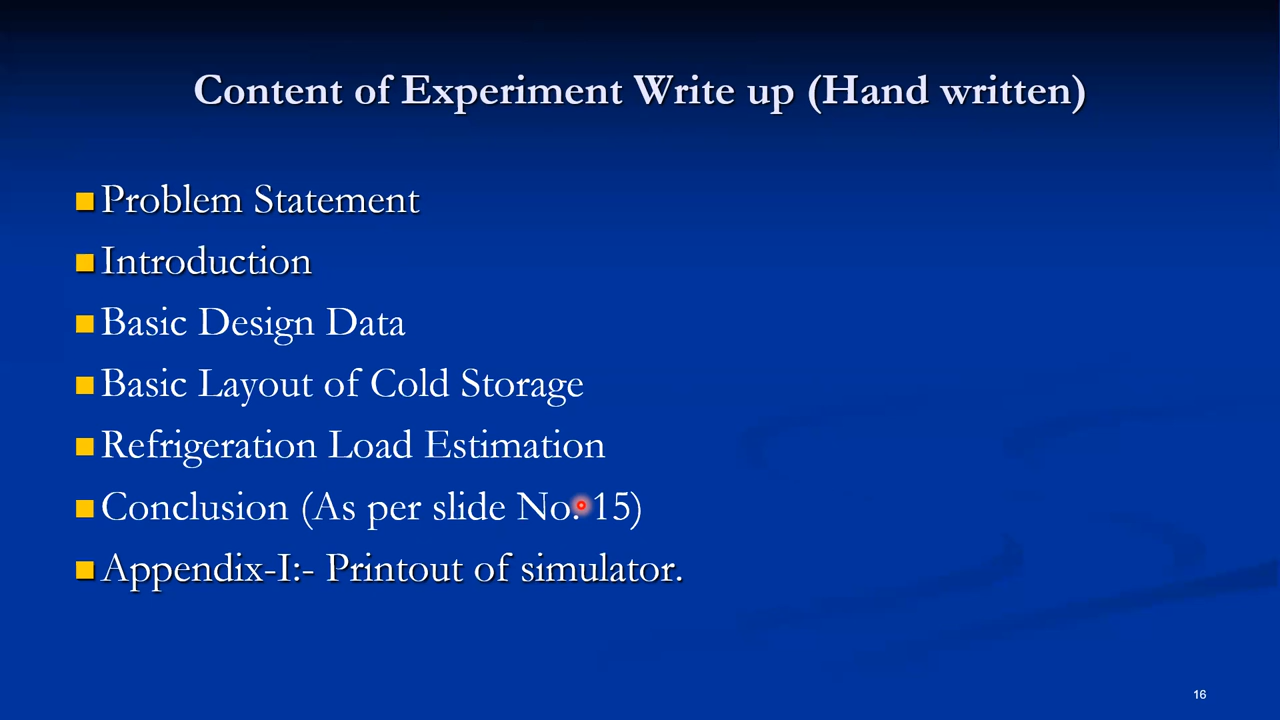 Content of Experiment Write up (Hand written)
Problem Statement
Introduction
Basic Design Data
Basic Layout of Cold Storage
Refrigeration Load Estimation
Conclusion (As per slide No. 15)
Appendix-I:- Printout of simulator.
16